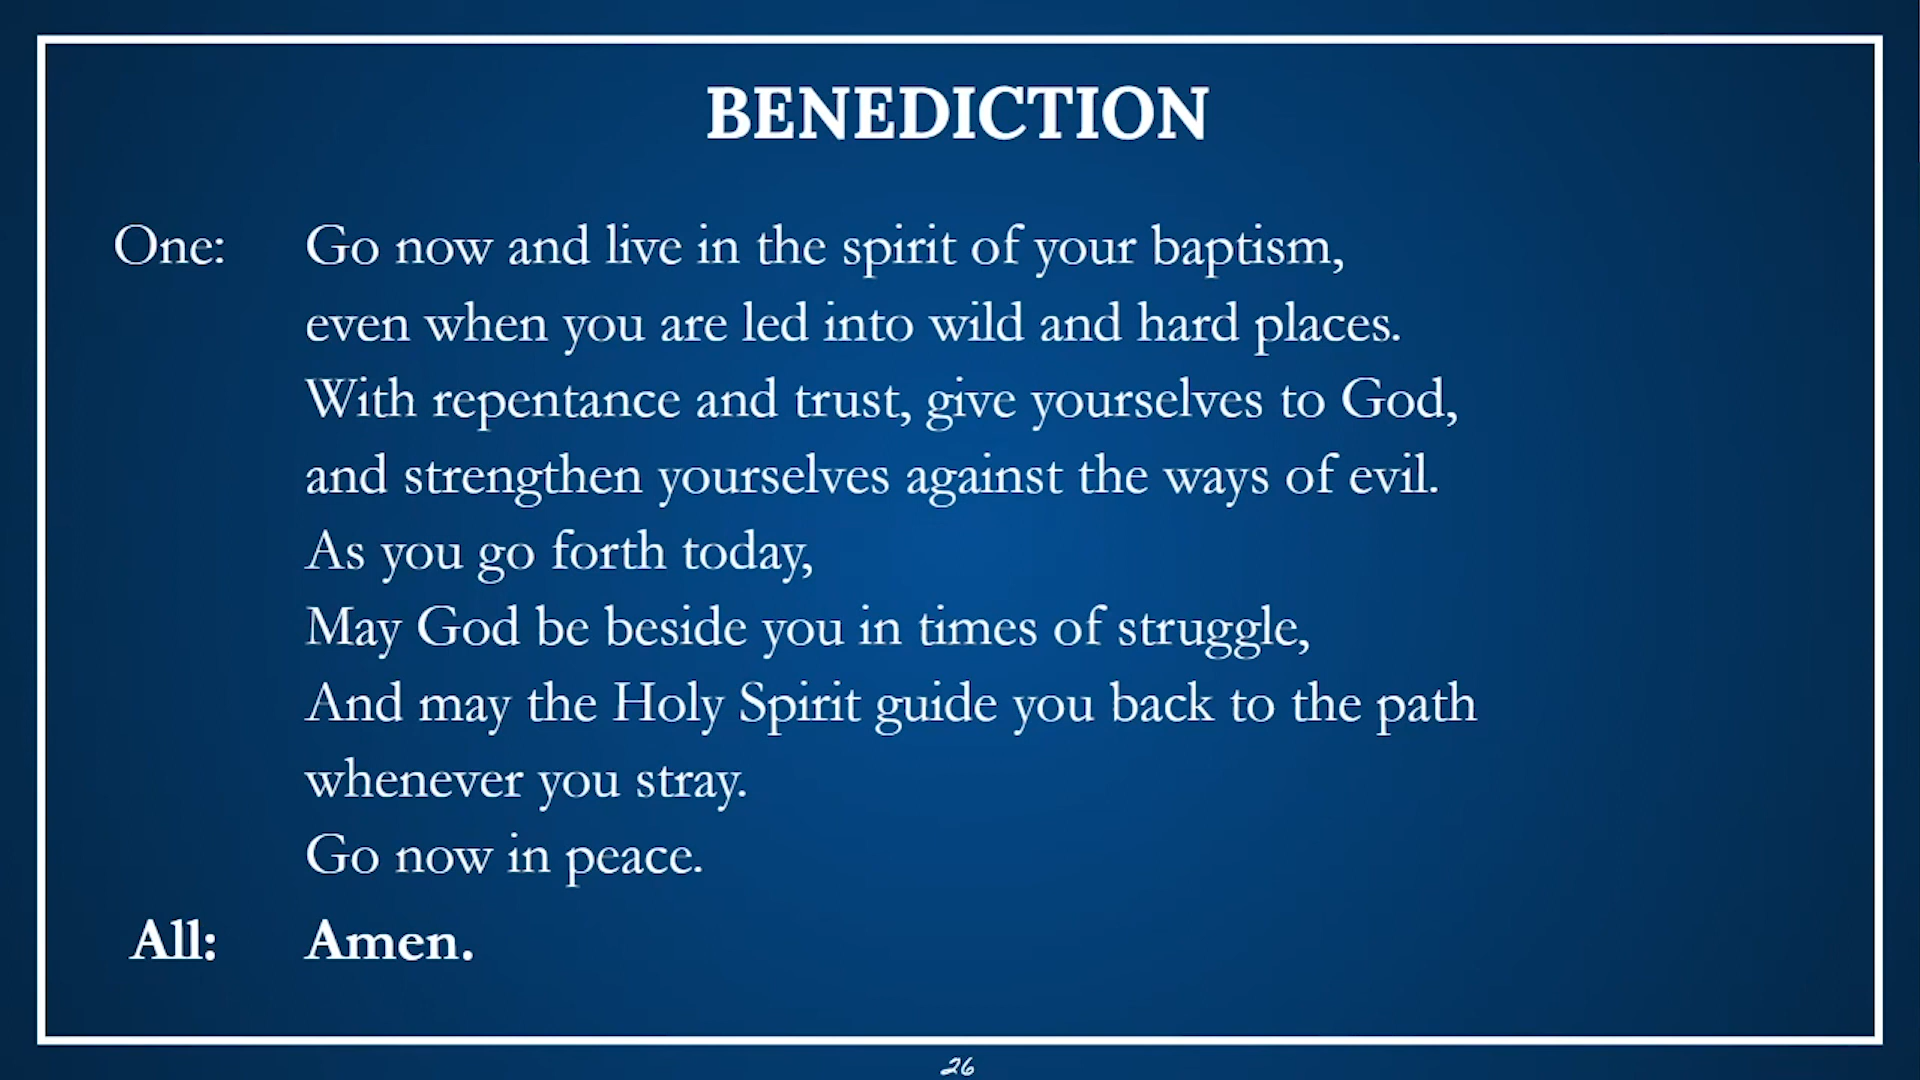 BENEDICTION
One: Go now and live in the spirit of your baptism,
even when you are led into wild and hard places.
With repentance and trust, give yourselves to God,
and strengthen yourselves against the ways of evil.
As you go forth today,
May God be beside you in times of struggle,
And may the Holy Spirit guide you back to the path
whenever you stray.
Go now in peace.
All: Amen.
26